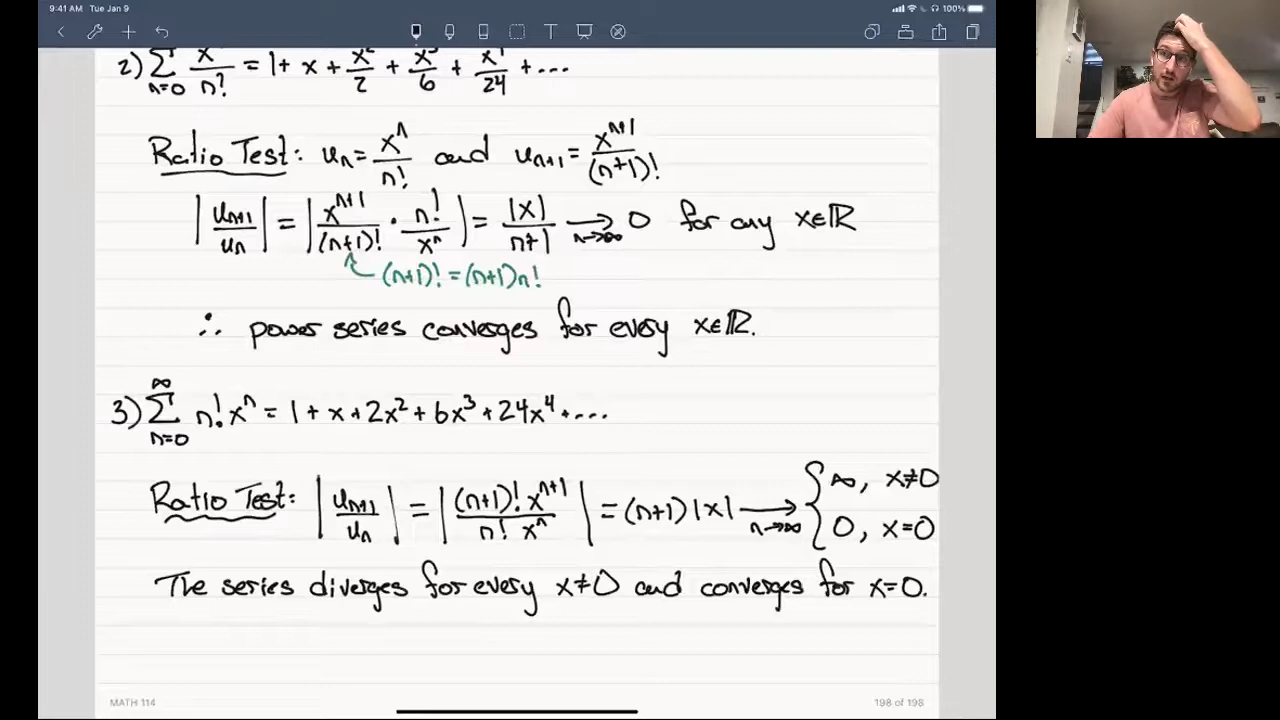 9:41 AM Tue Jan 9 100%
2) ∑ n=0 xⁿ/n! = 1 + x + x²/2 + x³/6 + x⁴/24 + ...
Ratio Test: uₙ = xⁿ/n! and uₙ₊₁ = xⁿ⁺¹/(n+1)!
|uₙ₊₁/uₙ| = |xⁿ⁺¹/(n+1)! · n!/xⁿ| = |x|/(n+1) → n→∞ 0 for any x∈ℝ
(n+1)! = (n+1)n!
∴ power series converges for every x∈ℝ.
3) ∑ n=0 ∞ n! xⁿ = 1 + x + 2x² + 6x³ + 24x⁴ + ...
Ratio Test: |uₙ₊₁/uₙ| = |(n+1)! xⁿ⁺¹/n! xⁿ| = (n+1)|x| → n→∞ { ∞, x≠0
0, x=0
The series diverges for every x≠0 and converges for x=0.
MATH 114 198 of 198